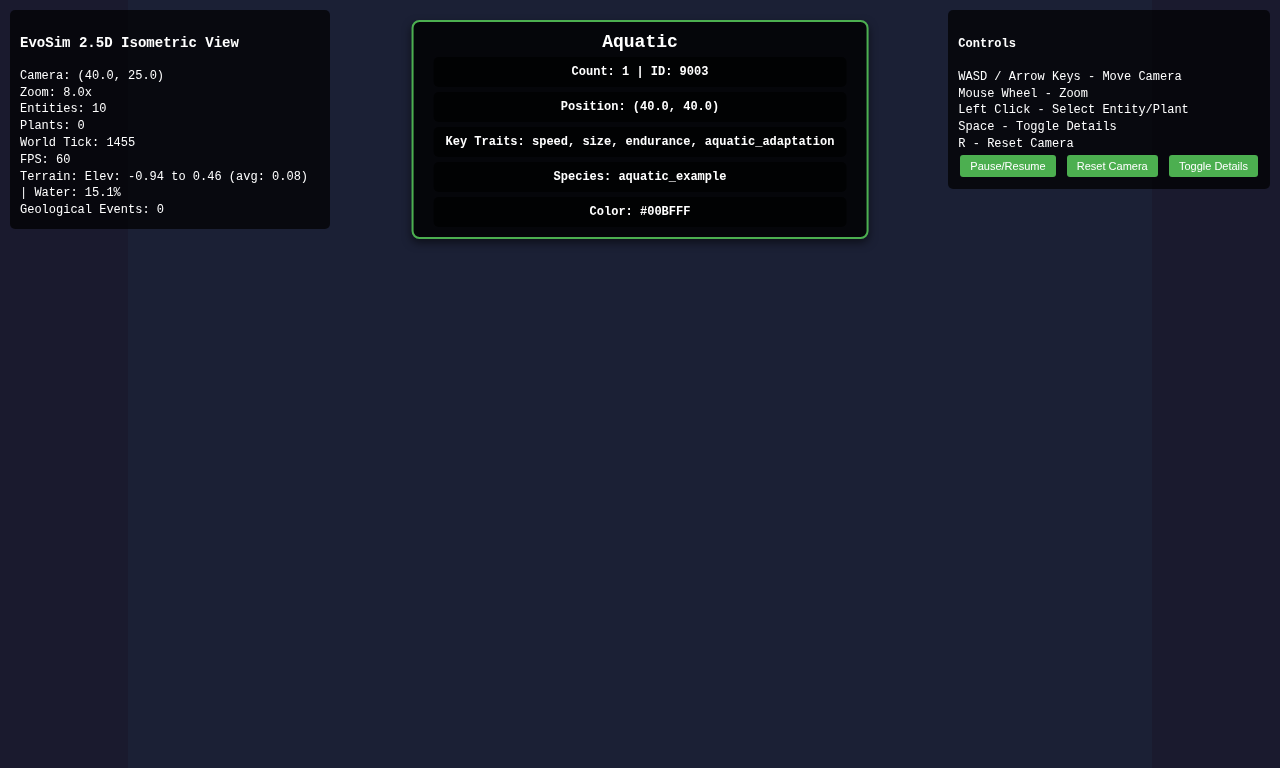 EvoSim 2.5D Isometric View
Camera: (40.0, 25.0)
Zoom: 8.0x
Entities: 10
Plants: 0
World Tick: 1455
FPS: 60
Terrain: Elev: -0.94 to 0.46 (avg: 0.08)
| Water: 15.1%
Geological Events: 0
Aquatic
Count: 1 | ID: 9003
Position: (40.0, 40.0)
Key Traits: speed, size, endurance, aquatic_adaptation
Species: aquatic_example
Color: #00BFFF
Controls
WASD / Arrow Keys - Move Camera
Mouse Wheel - Zoom
Left Click - Select Entity/Plant
Space - Toggle Details
R - Reset Camera
Pause/Resume Reset Camera Toggle Details